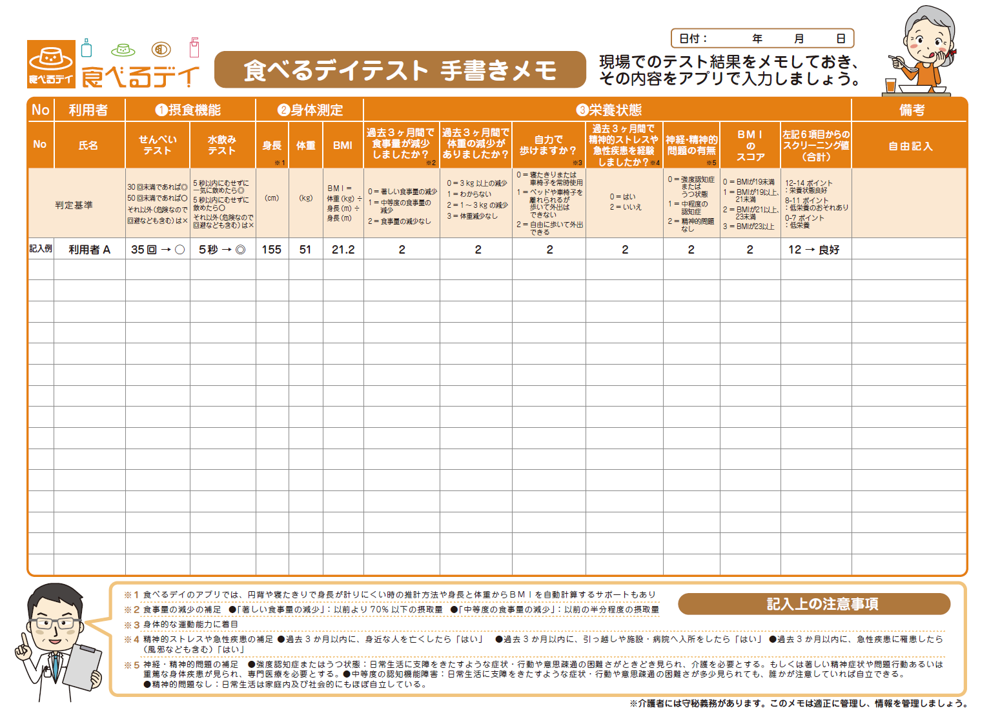 食べるデイ
食べるデイ
食べるデイテスト 手書きメモ
日付： 年 月 日
現場でのテスト結果をメモしておき、
その内容をアプリで入力しましょう。
No 利用者 ❶摂食機能 ❷身体測定 ❸栄養状態 備考
No
氏名
せんべい
テスト
水飲み
テスト
身長
※1
体重
BMI
過去３ヶ月間で
食事量が減少
しましたか？
※2
過去３ヶ月間で
体重の減少が
ありましたか？
自力で
歩けますか？
※3
過去３ヶ月間で
精神的ストレスや
急性疾患を経験
しましたか？※4
神経・精神的
問題の有無
※5
ＢＭＩ
の
スコア
左記６項目からの
スクリーニング値
（合計）
自由記入
判定基準
30回未満であれば◎
50回未満であれば〇
それ以外（危険なので
回避なども含む）は×
5秒以内にむせずに
一気に飲めたら◎
5秒以内にむせずに
飲めたら〇
それ以外（危険なので
回避なども含む）は×
（cm）
（kg）
ＢＭＩ＝
体重（kg）÷
身長（m）÷
身長（m）
0＝著しい食事量の減少
1＝中等度の食事量の
減少
2＝食事量の減少なし
0＝3kg以上の減少
1＝わからない
2＝1～3kgの減少
3＝体重減少なし
0＝寝たきりまたは
車椅子を常時使用
1＝ベッドや車椅子を
離れられるが
歩いて外出は
できない
2＝自由に歩いて外出
できる
0＝はい
2＝いいえ
0＝強度認知症
または
うつ状態
1＝中程度の
認知症
2＝精神的問題
なし
0＝BMIが19未満
1＝BMIが19以上、
21未満
2＝BMIが21以上、
23未満
3＝BMIが23以上
12-14 ポイント
：栄養状態良好
8-11 ポイント
：低栄養のおそれあり
0-7 ポイント
：低栄養
記入例 利用者 A 35回 → 〇 5秒 → ◎ 155 51 21.2 2 2 2 2 2 2 12 → 良好
記入上の注意事項
※1 食べるデイのアプリでは、円背や寝たきりで身長が計りにくい時の推計方法や身長と体重からＢＭＩを自動計算するサポートもあり
※2 食事量の減少の補足 ●「著しい食事量の減少」：以前より70%以下の摂取量 ●「中等度の食事量の減少」：以前の半分程度の摂取量
※3 身体的な運動能力に着目
※4 精神的ストレスや急性疾患の補足 ●過去3か月以内に、身近な人を亡くしたら「はい」 ●過去3か月以内に、引っ越しや施設・病院へ入所をしたら「はい」 ●過去3か月以内に、急性疾患に罹患したら
（風邪なども含む）「はい」
※5 神経・精神的問題の補足 ●強度認知症またはうつ状態：日常生活に支障をきたすような症状・行動や意思疎通の困難さがときどき見られ、介護を必要とする。もしくは著しい精神症状や問題行動あるいは
重篤な身体疾患が見られ、専門医療を必要とする。●中等度の認知機能障害：日常生活に支障をきたすような症状・行動や意思疎通の困難さが多少見られても、誰かが注意していれば自立できる。
●精神的問題なし：日常生活は家庭内及び社会的にもほぼ自立している。
※介護者には守秘義務があります。このメモは適正に管理し、情報を管理しましょう。